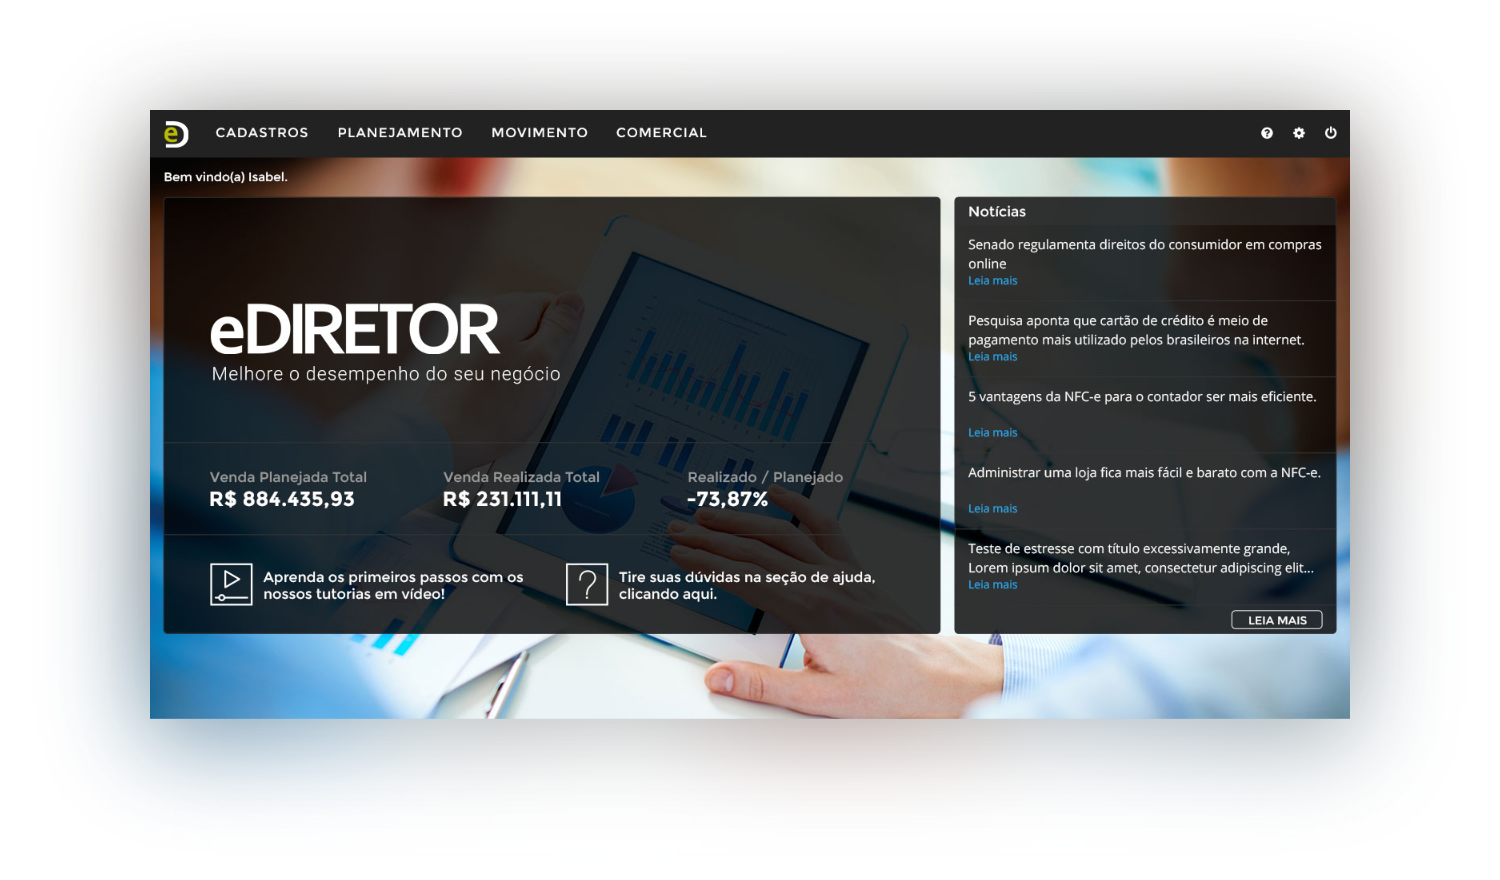 eD CADASTROS PLANEJAMENTO MOVIMENTO COMERCIAL
Bem vindo(a) Isabel.
eDIRETOR
Melhore o desempenho do seu negócio
Venda Planejada Total
R$ 884.435,93
Venda Realizada Total
R$ 231.111,11
Realizado / Planejado
-73,87%
Aprenda os primeiros passos com os
nossos tutorias em vídeo!
Tire suas dúvidas na seção de ajuda,
clicando aqui.
Notícias
Senado regulamenta direitos do consumidor em compras
online
Leia mais
Pesquisa aponta que cartão de crédito é meio de
pagamento mais utilizado pelos brasileiros na internet.
Leia mais
5 vantagens da NFC-e para o contador ser mais eficiente.
Leia mais
Administrar uma loja fica mais fácil e barato com a NFC-e.
Leia mais
Teste de estresse com título excessivamente grande,
Lorem ipsum dolor sit amet, consectetur adipiscing elit...
Leia mais
LEIA MAIS